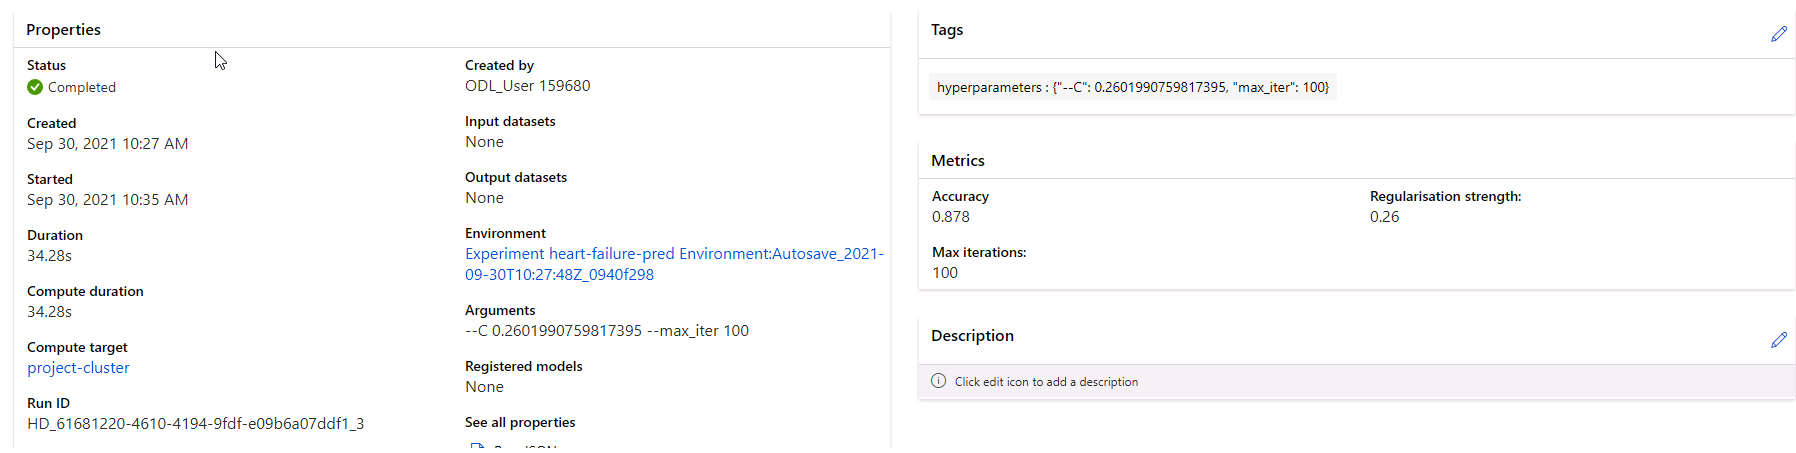 Properties
Status
Completed
Created
Sep 30, 2021 10:27 AM
Started
Sep 30, 2021 10:35 AM
Duration
34.28s
Compute duration
34.28s
Compute target
project-cluster
Run ID
HD_61681220-4610-4194-9fdf-e09b6a07ddf1_3
Created by
ODL_User 159680
Input datasets
None
Output datasets
None
Environment
Experiment heart-failure-pred Environment:Autosave_2021-
09-30T10:27:48Z_0940f298
Arguments
--C 0.2601990759817395 --max_iter 100
Registered models
None
See all properties
Tags
hyperparameters : {"--C": 0.2601990759817395, "max_iter": 100}
Metrics
Accuracy
0.878
Regularisation strength:
0.26
Max iterations:
100
Description
Click edit icon to add a description